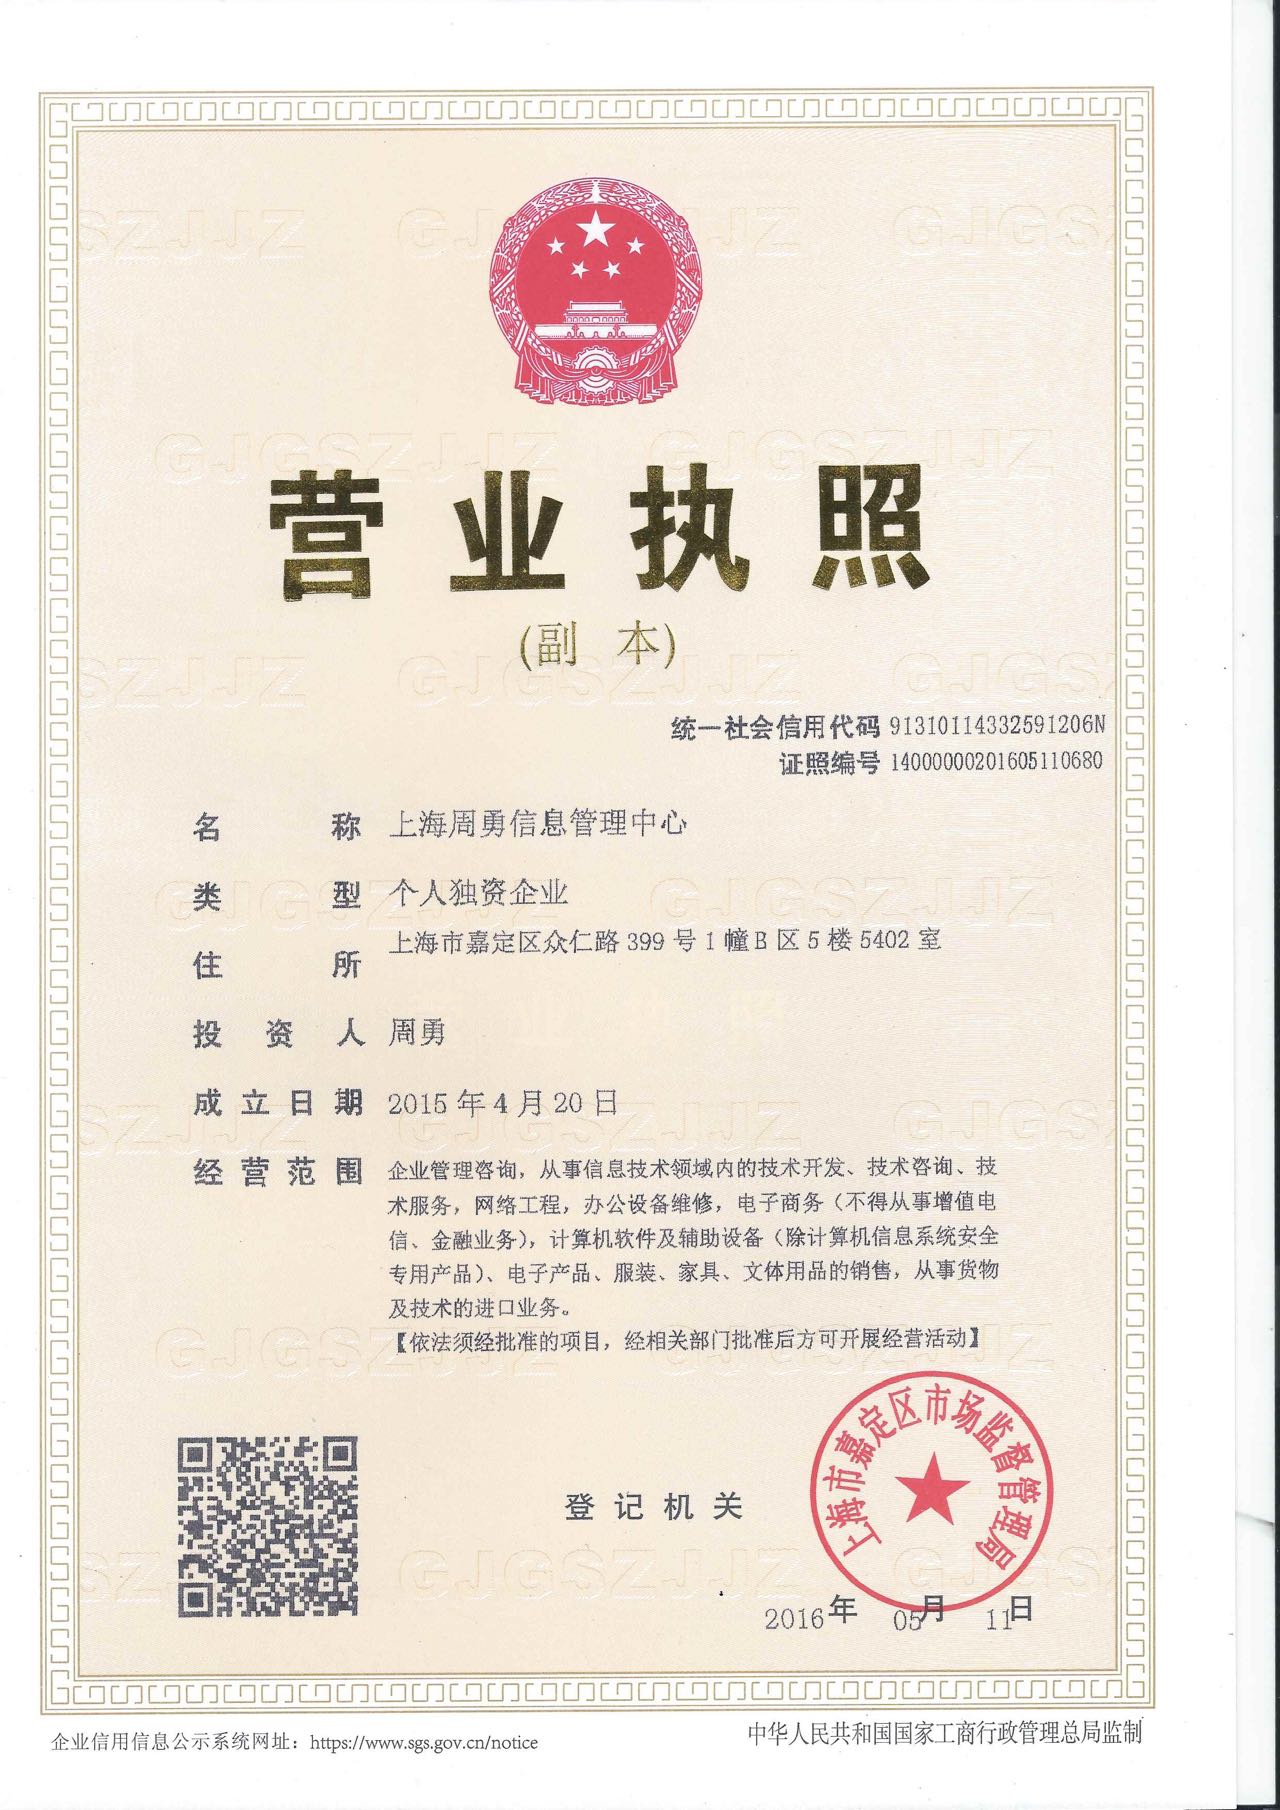 营业执照
(副 本)
统一社会信用代码 91310114332591206N
证照编号 14000000201605110680
名 称 上海周勇信息管理中心
类 型 个人独资企业
住 所 上海市嘉定区众仁路399号1幢B区5楼5402室
投 资 人 周勇
成立日期 2015年4月20日
经营范围 企业管理咨询，从事信息技术领域内的技术开发、技术咨询、技
术服务，网络工程，办公设备维修，电子商务（不得从事增值电
信、金融业务），计算机软件及辅助设备（除计算机信息系统安全
专用产品）、电子产品、服装、家具、文体用品的销售，从事货物
及技术的进口业务。
【依法须经批准的项目，经相关部门批准后方可开展经营活动】
登记机关
上海市嘉定区市场监督管理局
2016年 05月 11日
企业信用信息公示系统网址：https://www.sgs.gov.cn/notice
中华人民共和国国家工商行政管理总局监制